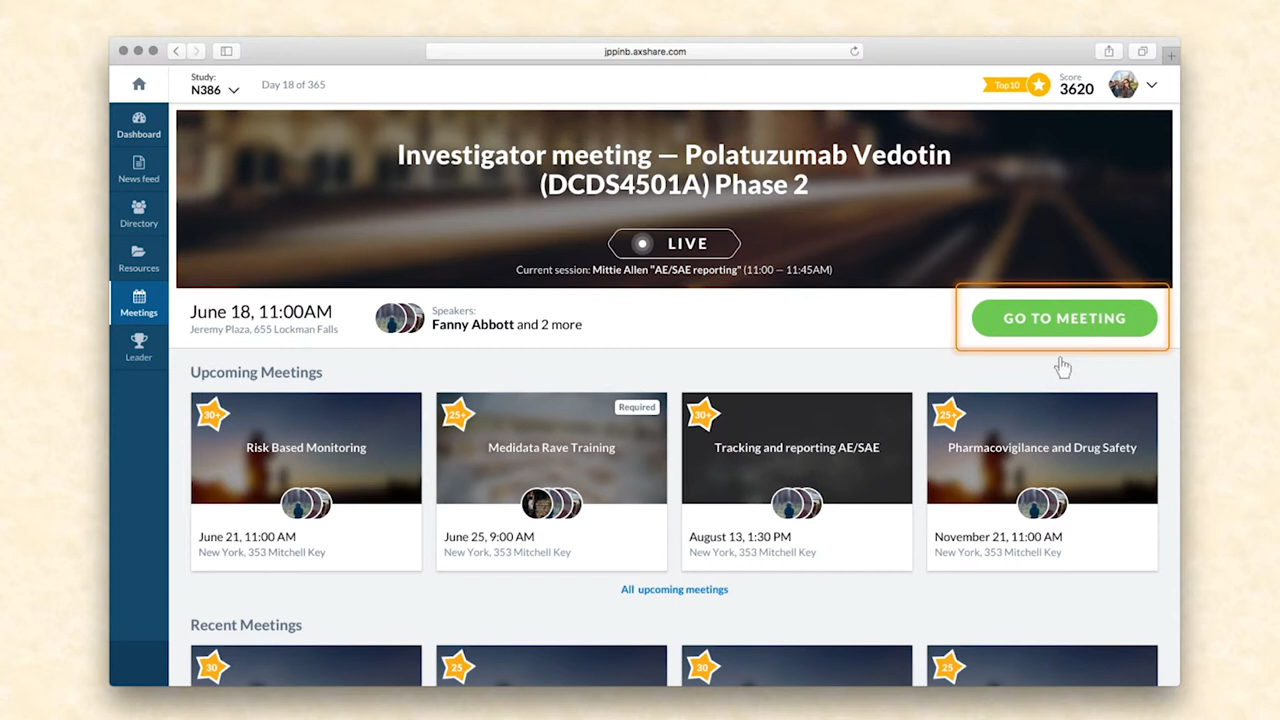 jppinb.axshare.com
Study:
N386
Day 18 of 365
Top10
Score
3620
Dashboard
News feed
Directory
Resources
Meetings
Leader
Investigator meeting — Polatuzumab Vedotin
(DCDS4501A) Phase 2
LIVE
Current session: Mittie Allen "AE/SAE reporting" (11:00 — 11:45AM)
June 18, 11:00AM
Jeremy Plaza, 655 Lockman Falls
Speakers:
Fanny Abbott and 2 more
GO TO MEETING
Upcoming Meetings
30+
Risk Based Monitoring
June 21, 11:00 AM
New York, 353 Mitchell Key
25+
Required
Medidata Rave Training
June 25, 9:00 AM
New York, 353 Mitchell Key
30+
Tracking and reporting AE/SAE
August 13, 1:30 PM
New York, 353 Mitchell Key
25+
Pharmacovigilance and Drug Safety
November 21, 11:00 AM
New York, 353 Mitchell Key
All upcoming meetings
Recent Meetings
30
25
30
25